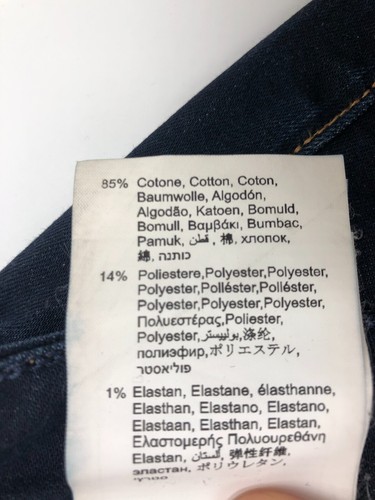 85% Cotone, Cotton, Coton,
Baumwolle, Algodón,
Algodão, Katoen, Bomuld,
Bomull, Βαμβάκι, Bumbac,
Pamuk, قطن, 棉, хлопок,
綿, כותנה
14% Poliestere,Polyester,Polyester,
Polyester,Polléster,Poliéster,
Polyester,Polyester,Polyester,
Πολυεστέρας,Poliester,
Polyester,بوليستر,涤纶,
полиэфир,ポリエステル,
פוליאסטר
1% Elastan, Elastane, élasthanne,
Elasthan, Elastano, Elastano,
Elastaan, Elasthan, Elastan,
Ελαστομερής Πολυουρεθάνη
Elastan, الستان, 弹性纤维,
эластан, ポリウレタン,